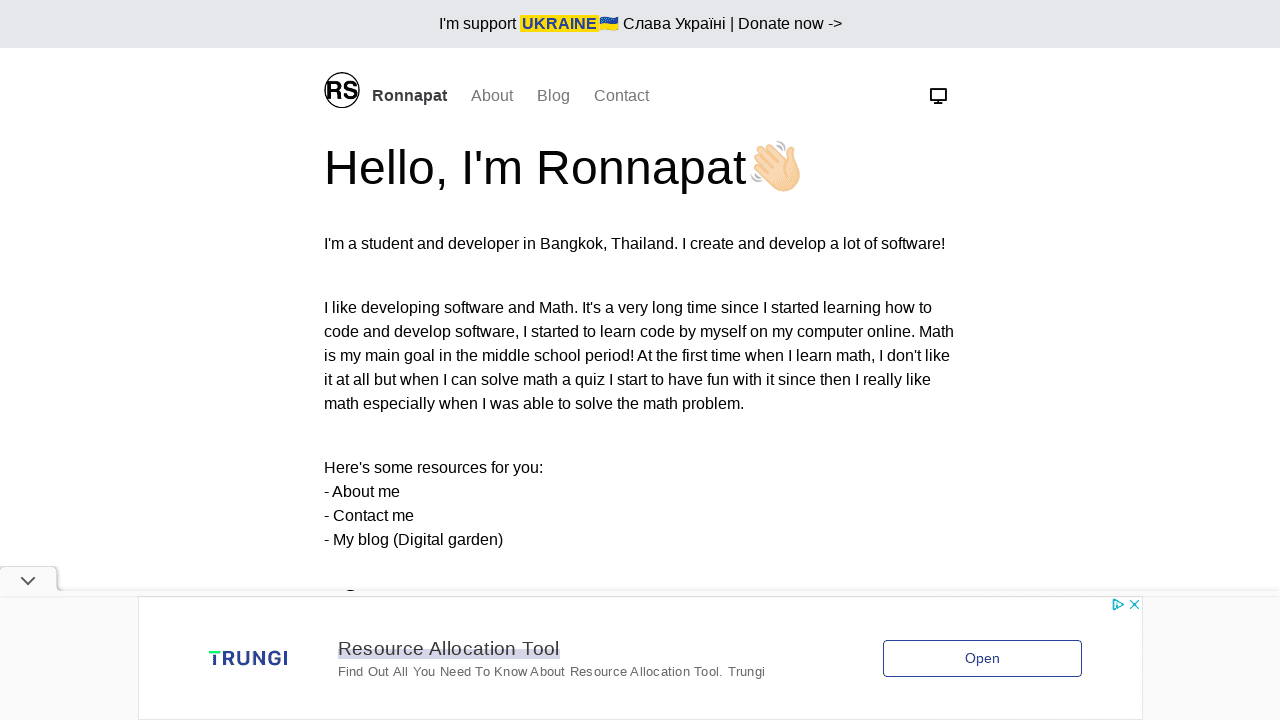 I'm support UKRAINE🇺🇦 Слава Україні | Donate now ->
RS Ronnapat About Blog Contact
Hello, I'm Ronnapat👋🏻
I'm a student and developer in Bangkok, Thailand. I create and develop a lot of software!
I like developing software and Math. It's a very long time since I started learning how to
code and develop software, I started to learn code by myself on my computer online. Math
is my main goal in the middle school period! At the first time when I learn math, I don't like
it at all but when I can solve math a quiz I start to have fun with it since then I really like
math especially when I was able to solve the math problem.
Here's some resources for you:
- About me
- Contact me
- My blog (Digital garden)
TRUNGI
Resource Allocation Tool
Find Out All You Need To Know About Resource Allocation Tool. Trungi
Open